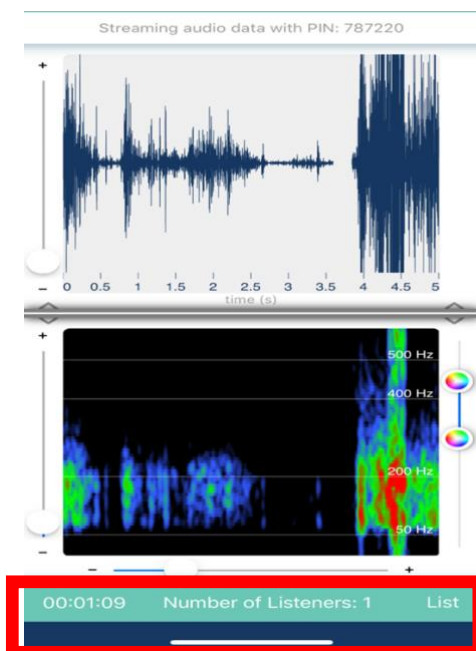 Streaming audio data with PIN: 787220
+
−
0 0.5 1 1.5 2 2.5 3 3.5 4 4.5 5
time (s)
+
500 Hz
400 Hz
200 Hz
50 Hz
−
− +
00:01:09 Number of Listeners: 1 List